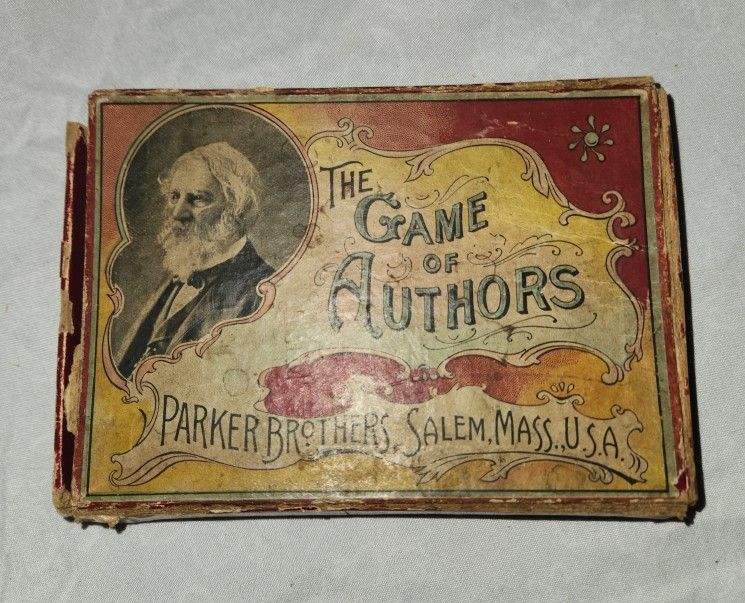 THE
GAME
OF
AUTHORS
PARKER BROTHERS, SALEM, MASS., U.S.A.